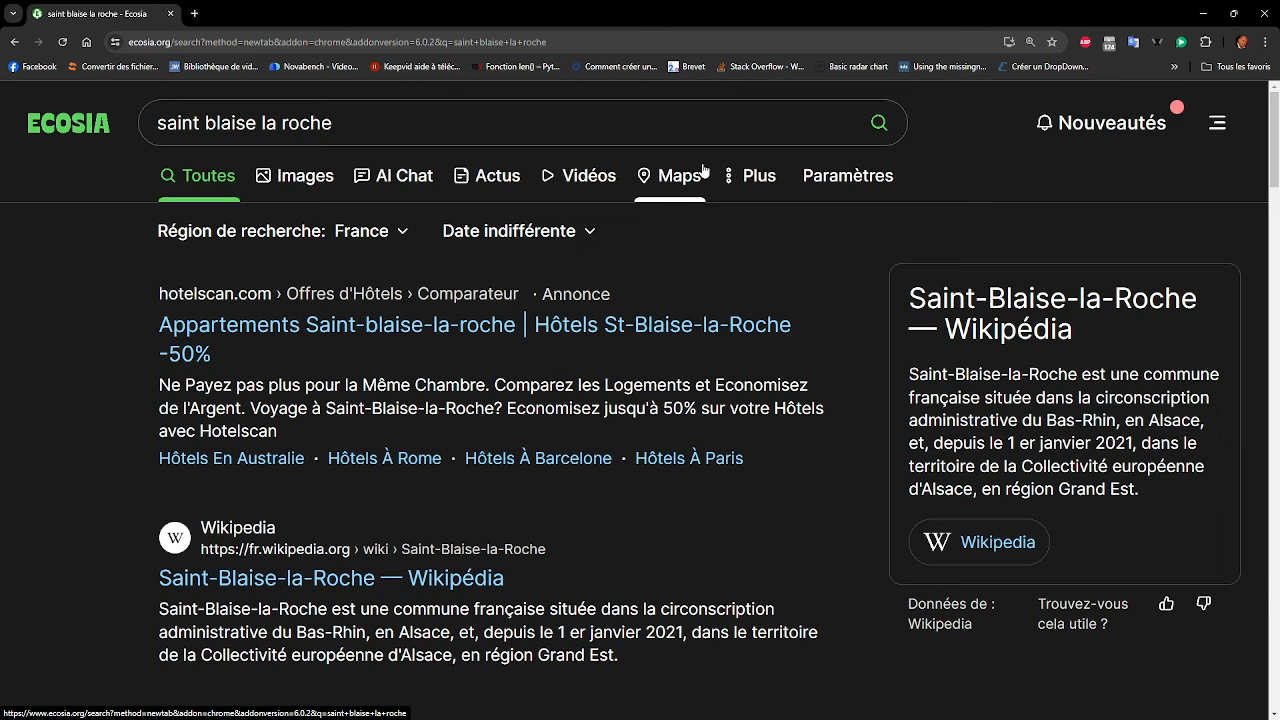 saint blaise la roche - Ecosia
ecosia.org/search?method=newtab&addon=chrome&addonversion=6.0.2&q=saint+blaise+la+roche
ABP
124
Facebook
Convertir des fichier...
Bibliothèque de vid...
Novabench - Video...
Keepvid aide à téléc...
Fonction len() – Pyt...
Comment créer un...
Brevet
Stack Overflow - W...
Basic radar chart
Using the missingn...
Créer un DropDown...
»
Tous les favoris
ECOSIA
saint blaise la roche
Nouveautés
Toutes
Images
AI Chat
Actus
Vidéos
Maps
Plus
Paramètres
Région de recherche: France
Date indifférente
hotelscan.com › Offres d'Hôtels › Comparateur · Annonce
Appartements Saint-blaise-la-roche | Hôtels St-Blaise-la-Roche
-50%
Ne Payez pas plus pour la Même Chambre. Comparez les Logements et Economisez
de l'Argent. Voyage à Saint-Blaise-la-Roche? Economisez jusqu'à 50% sur votre Hôtels
avec Hotelscan
Hôtels En Australie · Hôtels À Rome · Hôtels À Barcelone · Hôtels À Paris
W
Wikipedia
https://fr.wikipedia.org › wiki › Saint-Blaise-la-Roche
Saint-Blaise-la-Roche — Wikipédia
Saint-Blaise-la-Roche est une commune française située dans la circonscription
administrative du Bas-Rhin, en Alsace, et, depuis le 1 er janvier 2021, dans le territoire
de la Collectivité européenne d'Alsace, en région Grand Est.
Saint-Blaise-la-Roche
— Wikipédia
Saint-Blaise-la-Roche est une commune
française située dans la circonscription
administrative du Bas-Rhin, en Alsace,
et, depuis le 1 er janvier 2021, dans le
territoire de la Collectivité européenne
d'Alsace, en région Grand Est.
W Wikipedia
Données de :
Wikipedia
Trouvez-vous
cela utile ?
https://www.ecosia.org/search?method=newtab&addon=chrome&addonversion=6.0.2&q=saint+blaise+la+roche